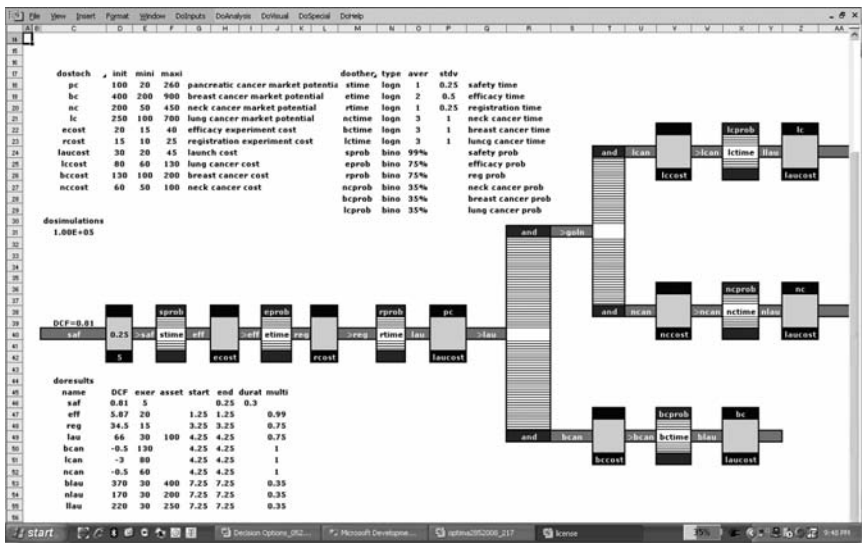 File View Insert Format Window DoInputs DoAnalysis DoVisual DoSpecial DoHelp
A B C D E F G H I J K L M N O P Q R S T U V W X Y Z AA
dostoch init mini maxi doother type aver stdv
pc 100 20 260 pancreatic cancer market potentia stime logn 1 0.25 safety time
bc 400 200 900 breast cancer market potential etime logn 2 0.5 efficacy time
nc 200 50 450 neck cancer market potential rtime logn 1 0.25 registration time
lc 250 100 700 lung cancer market potential nctime logn 3 1 neck cancer time
ecost 20 15 40 efficacy experiment cost bctime logn 3 1 breast cancer time
rcost 15 10 25 registration experiment cost lctime logn 3 1 luncg cancer time
laucost 30 20 45 launch cost sprob bino 99% safety prob
lccost 80 60 130 lung cancer cost eprob bino 75% efficacy prob
bccost 130 100 200 breast cancer cost rprob bino 75% reg prob
nccost 60 50 100 neck cancer cost ncprob bino 35% neck cancer prob
bcprob bino 35% breast cancer prob
lcprob bino 35% lung cancer prob
dosimulations
1.00E+05
lcprob lc
and lcan >lcan lctime llau
lccost laucost
and >goln
ncprob nc
and ncan >ncan nctime nlau
nccost laucost
sprob eprob rprob pc
DCF=0.81
saf 0.25 >saf stime eff >eff etime reg >reg rtime lau >lau
5 ecost rcost laucost
bcprob bc
and bcan >bcan bctime blau
bccost laucost
doresults
name DCF exer asset start end durat multi
saf 0.81 5 0.25 0.3
eff 5.87 20 1.25 1.25 0.99
reg 34.5 15 3.25 3.25 0.75
lau 66 30 100 4.25 4.25 0.75
bcan -0.5 130 4.25 4.25 1
lcan -3 80 4.25 4.25 1
ncan -0.5 60 4.25 4.25 1
blau 370 30 400 7.25 7.25 0.35
nlau 170 30 200 7.25 7.25 0.35
llau 220 30 250 7.25 7.25 0.35
start Decision Options_052... Microsoft Developme... optima2852006_217 license 35% 9:48 PM